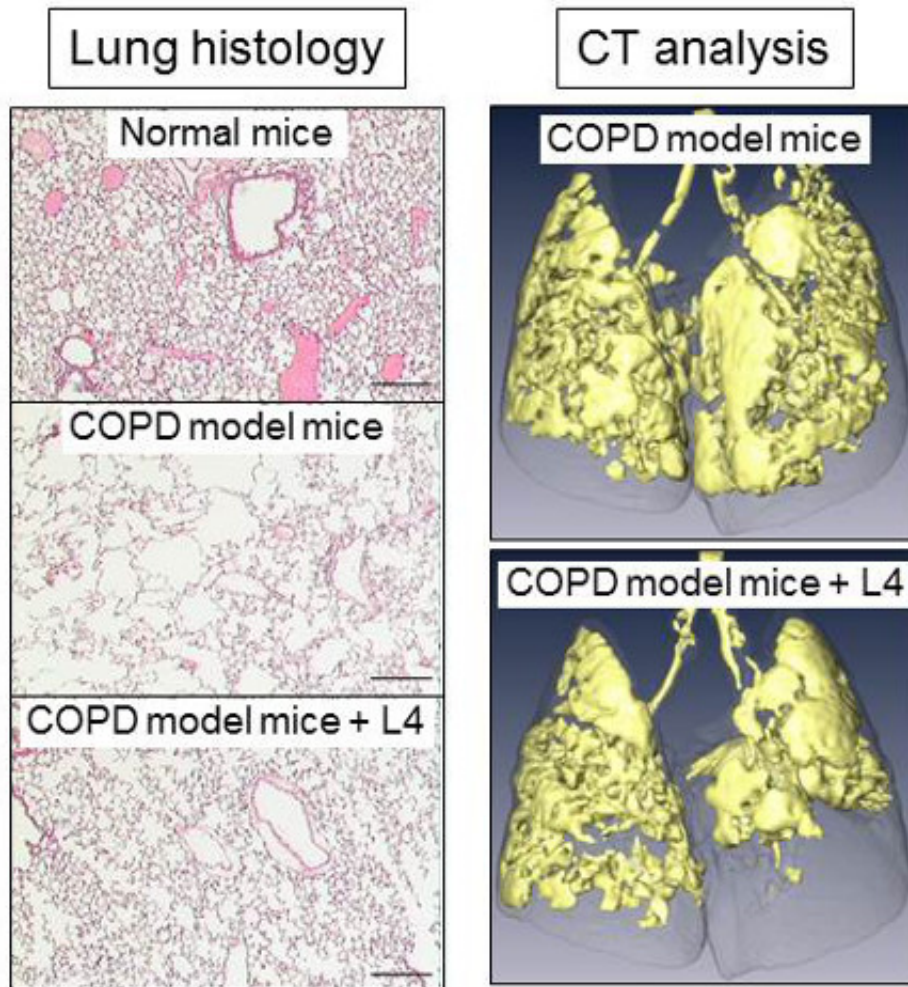 Lung histology
CT analysis
Normal mice
COPD model mice
COPD model mice + L4
COPD model mice
COPD model mice + L4